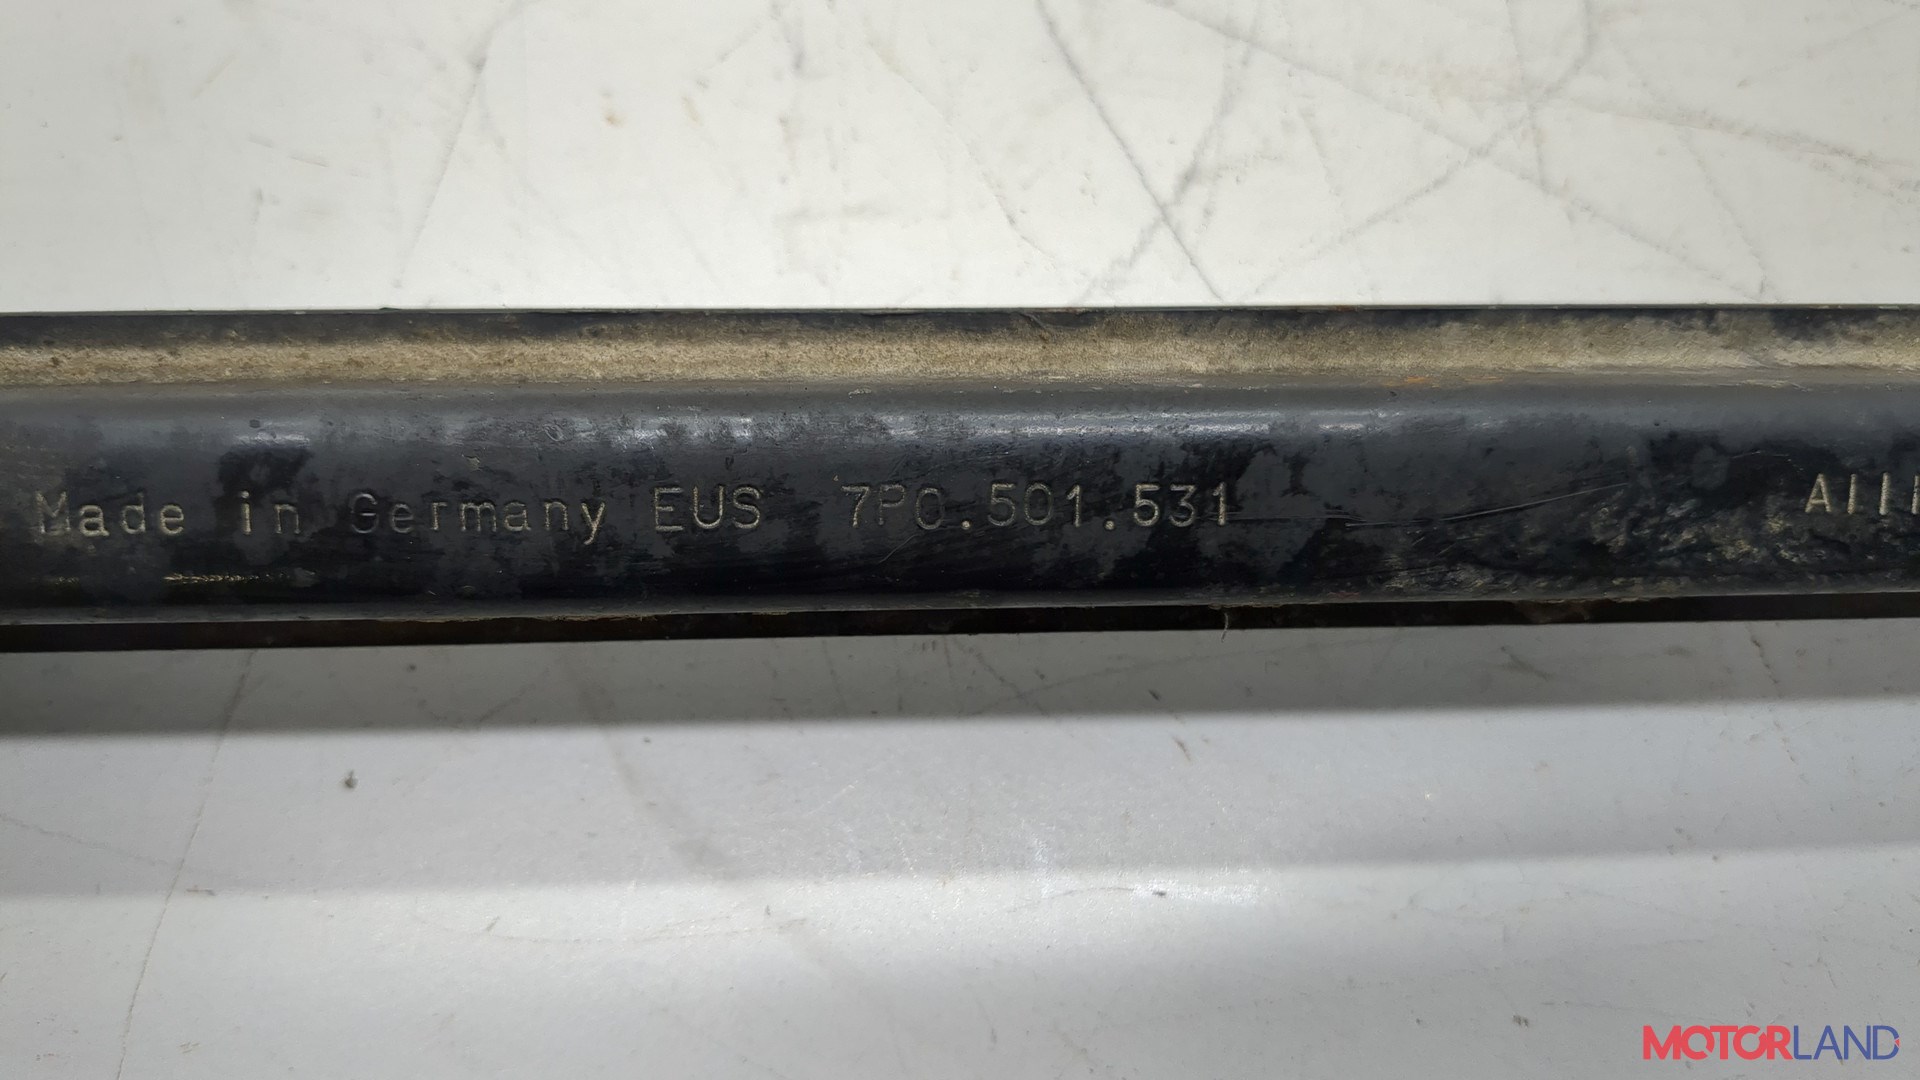 Made in Germany EUS 7P0.501.531
MOTORLAND